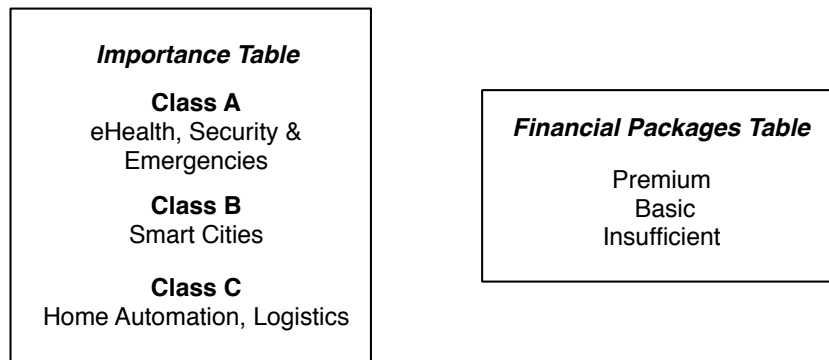 Importance Table
Class A
eHealth, Security &
Emergencies
Class B
Smart Cities
Class C
Home Automation, Logistics
Financial Packages Table
Premium
Basic
Insufficient